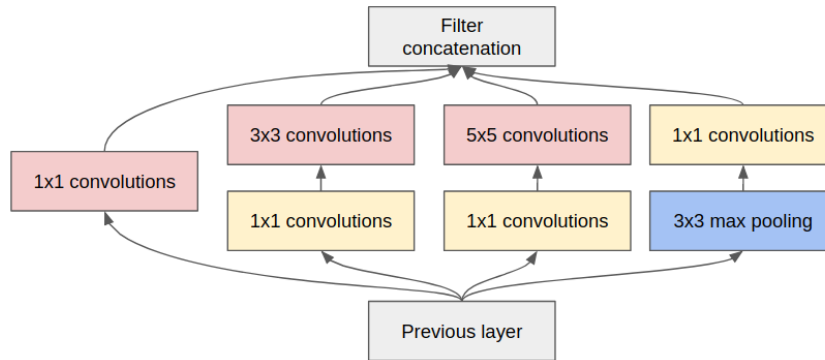 Filter
concatenation
3x3 convolutions
5x5 convolutions
1x1 convolutions
1x1 convolutions
1x1 convolutions
1x1 convolutions
3x3 max pooling
Previous layer